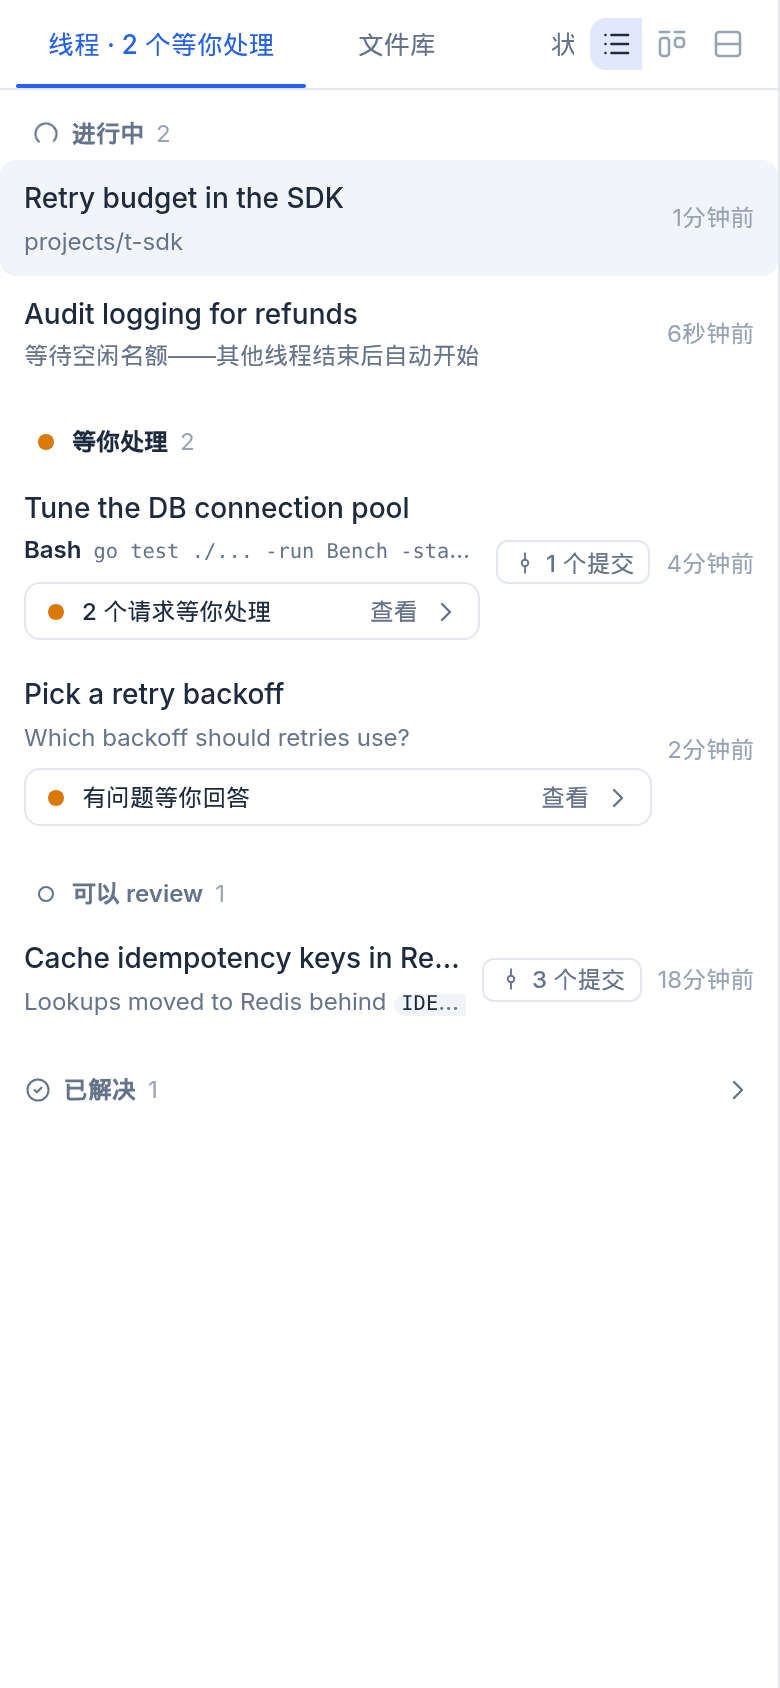 线程 · 2 个等你处理
文件库
状
进行中 2
Retry budget in the SDK
projects/t-sdk
1分钟前
Audit logging for refunds
等待空闲名额——其他线程结束后自动开始
6秒钟前
等你处理 2
Tune the DB connection pool
Bash go test ./... -run Bench -sta...
1 个提交
4分钟前
2 个请求等你处理
查看
Pick a retry backoff
Which backoff should retries use?
2分钟前
有问题等你回答
查看
可以 review 1
Cache idempotency keys in Re...
Lookups moved to Redis behind IDE...
3 个提交
18分钟前
已解决 1